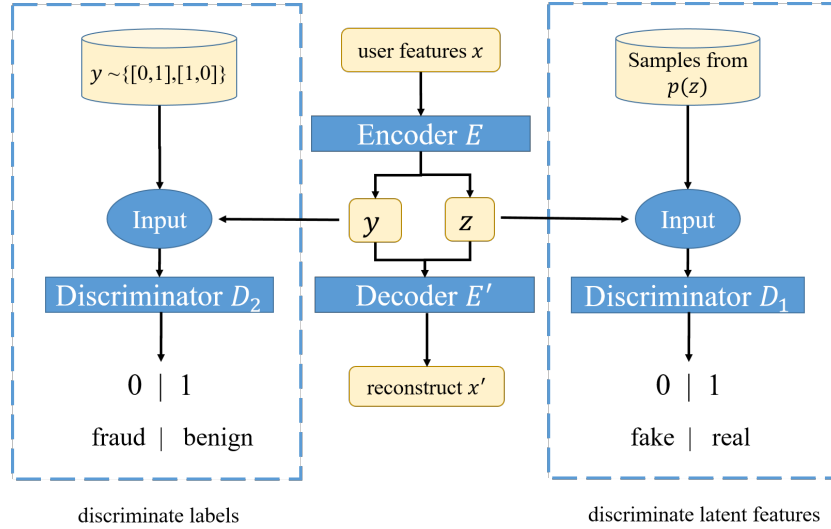 y ~{[0,1],[1,0]}
Input
Discriminator D₂
0 | 1
fraud | benign
discriminate labels
user features x
Encoder E
y
z
Decoder E'
reconstruct x'
Samples from
p(z)
Input
Discriminator D₁
0 | 1
fake | real
discriminate latent features